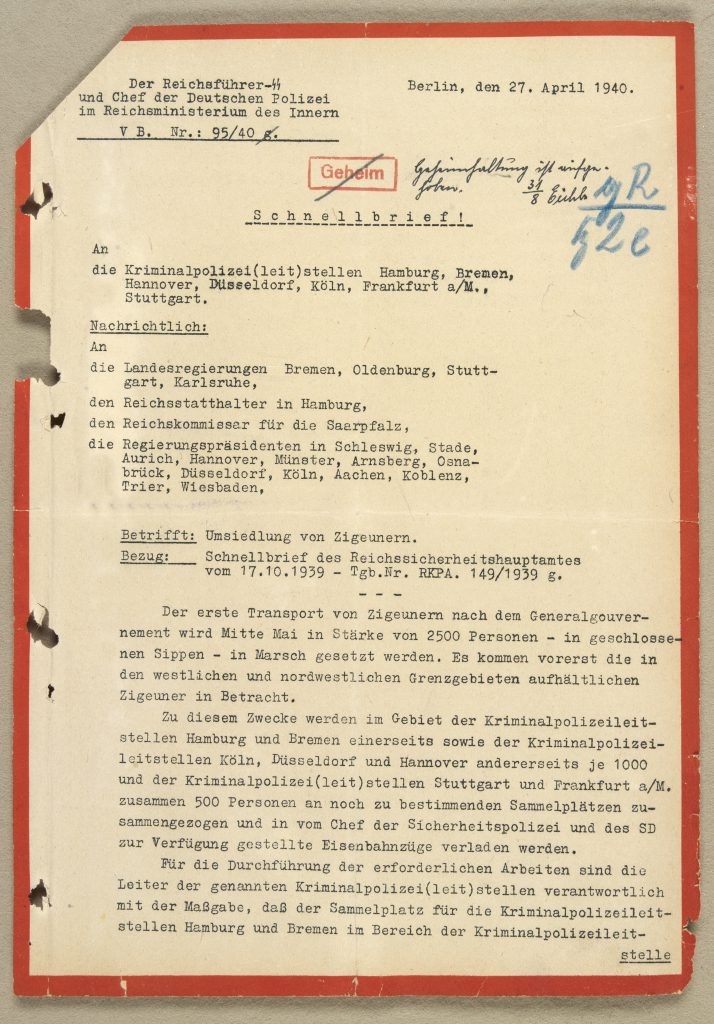 Der Reichsführer-SS
und Chef der Deutschen Polizei
im Reichsministerium des Innern
V B. Nr.: 95/40 g.
Berlin, den 27. April 1940.
Geheim
Geheimhaltung ist aufge-
hoben.
31
8
Schnellbrief!
An
die Kriminalpolizei(leit)stellen Hamburg, Bremen,
Hannover, Düsseldorf, Köln, Frankfurt a/M.,
Stuttgart.
Nachrichtlich:
An
die Landesregierungen Bremen, Oldenburg, Stutt-
gart, Karlsruhe,
den Reichsstatthalter in Hamburg,
den Reichskommissar für die Saarpfalz,
die Regierungspräsidenten in Schleswig, Stade,
Aurich, Hannover, Münster, Arnsberg, Osna-
brück, Düsseldorf, Köln, Aachen, Koblenz,
Trier, Wiesbaden,
Betrifft: Umsiedlung von Zigeunern.
Bezug: Schnellbrief des Reichssicherheitshauptamtes
vom 17.10.1939 - Tgb.Nr. RKPA. 149/1939 g.
- - -
Der erste Transport von Zigeunern nach dem Generalgouver-
nement wird Mitte Mai in Stärke von 2500 Personen - in geschlosse-
nen Sippen - in Marsch gesetzt werden. Es kommen vorerst die in
den westlichen und nordwestlichen Grenzgebieten aufhältlichen
Zigeuner in Betracht.
Zu diesem Zwecke werden im Gebiet der Kriminalpolizeileit-
stellen Hamburg und Bremen einerseits sowie der Kriminalpolizei-
leitstellen Köln, Düsseldorf und Hannover andererseits je 1000
und der Kriminalpolizei(leit)stellen Stuttgart und Frankfurt a/M.
zusammen 500 Personen an noch zu bestimmenden Sammelplätzen zu-
sammengezogen und in vom Chef der Sicherheitspolizei und des SD
zur Verfügung gestellte Eisenbahnzüge verladen werden.
Für die Durchführung der erforderlichen Arbeiten sind die
Leiter der genannten Kriminalpolizei(leit)stellen verantwortlich
mit der Maßgabe, daß der Sammelplatz für die Kriminalpolizeileit-
stellen Hamburg und Bremen im Bereich der Kriminalpolizeileit-
stelle